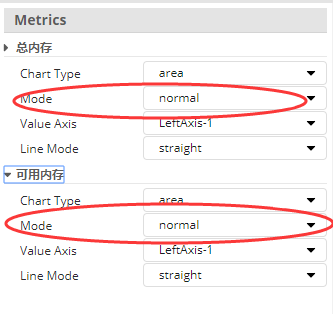 Metrics
总内存
Chart Type area
Mode normal
Value Axis LeftAxis-1
Line Mode straight
可用内存
Chart Type area
Mode normal
Value Axis LeftAxis-1
Line Mode straight